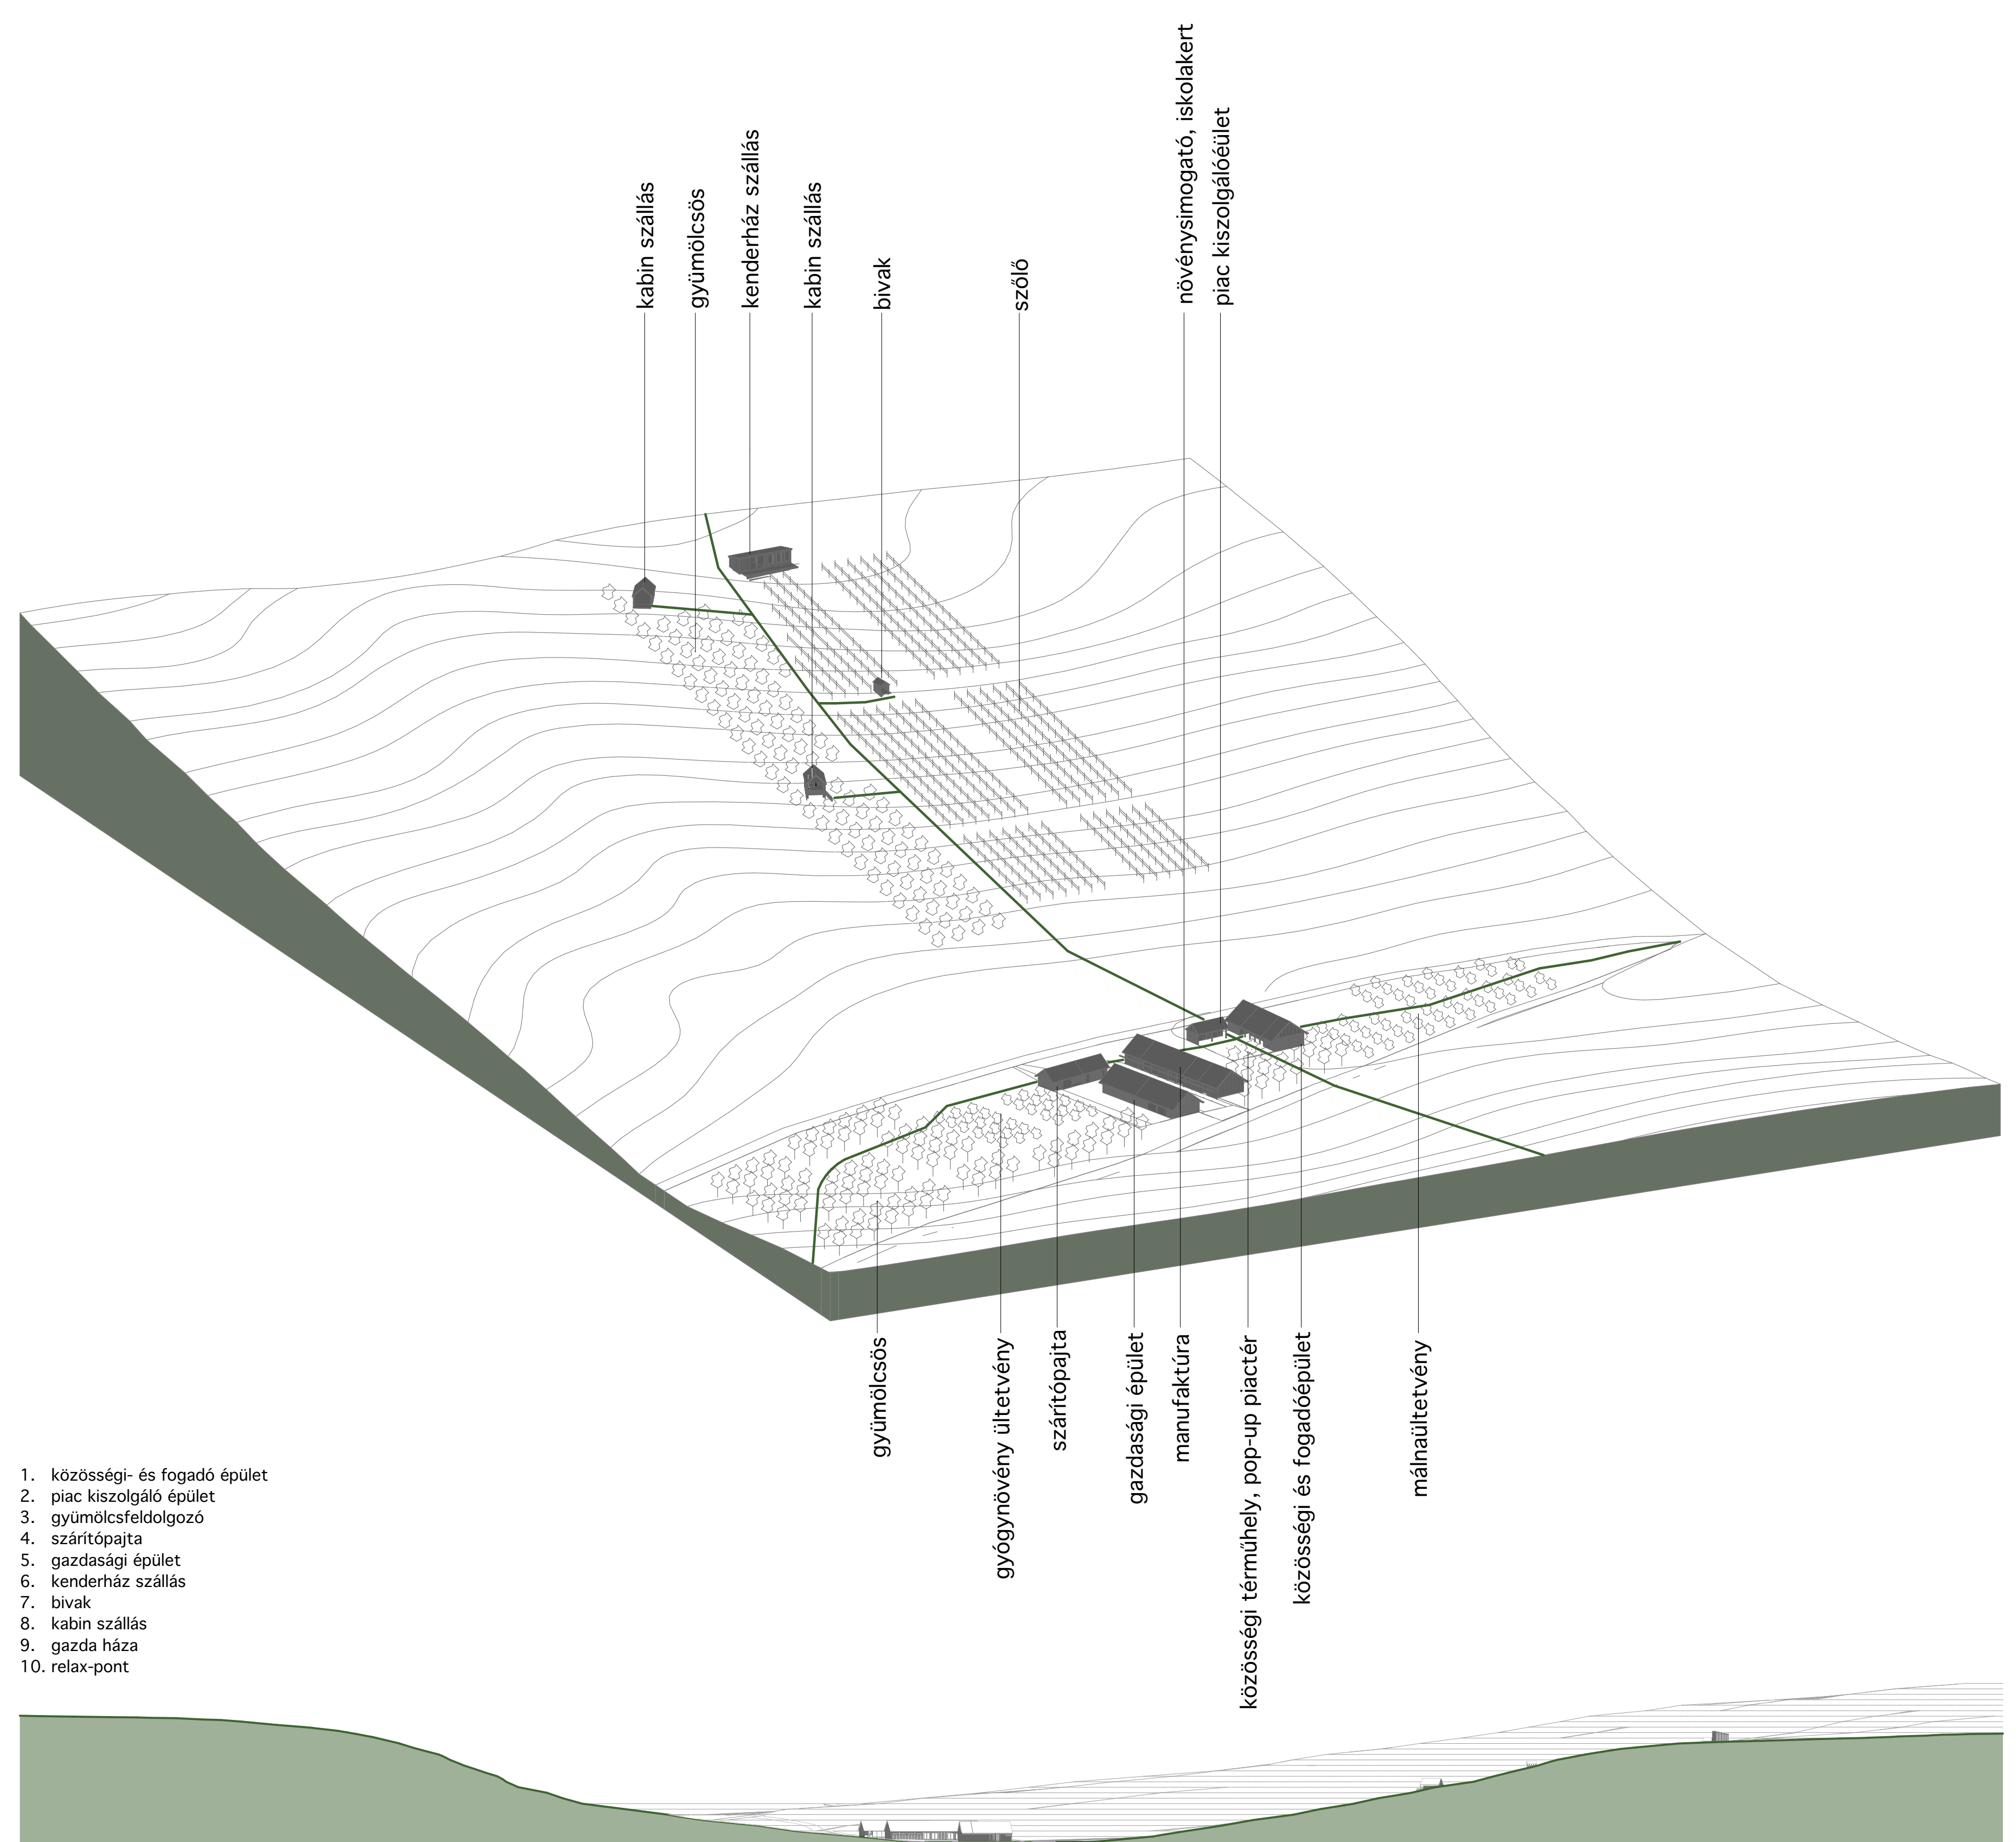 kabin szállás
gyümölcsös
kenderház szállás
kabin szállás
bivak
szőlő
növénysimogató, iskolakert
piac kiszolgálóéület
gyümölcsös
gyógynövény ültetvény
szárítópajta
gazdasági épület
manufaktúra
közösségi térműhely, pop-up piactér
közösségi és fogadóépület
málnaültetvény
1. közösségi- és fogadó épület
2. piac kiszolgáló épület
3. gyümölcsfeldolgozó
4. szárítópajta
5. gazdasági épület
6. kenderház szállás
7. bivak
8. kabin szállás
9. gazda háza
10. relax-pont